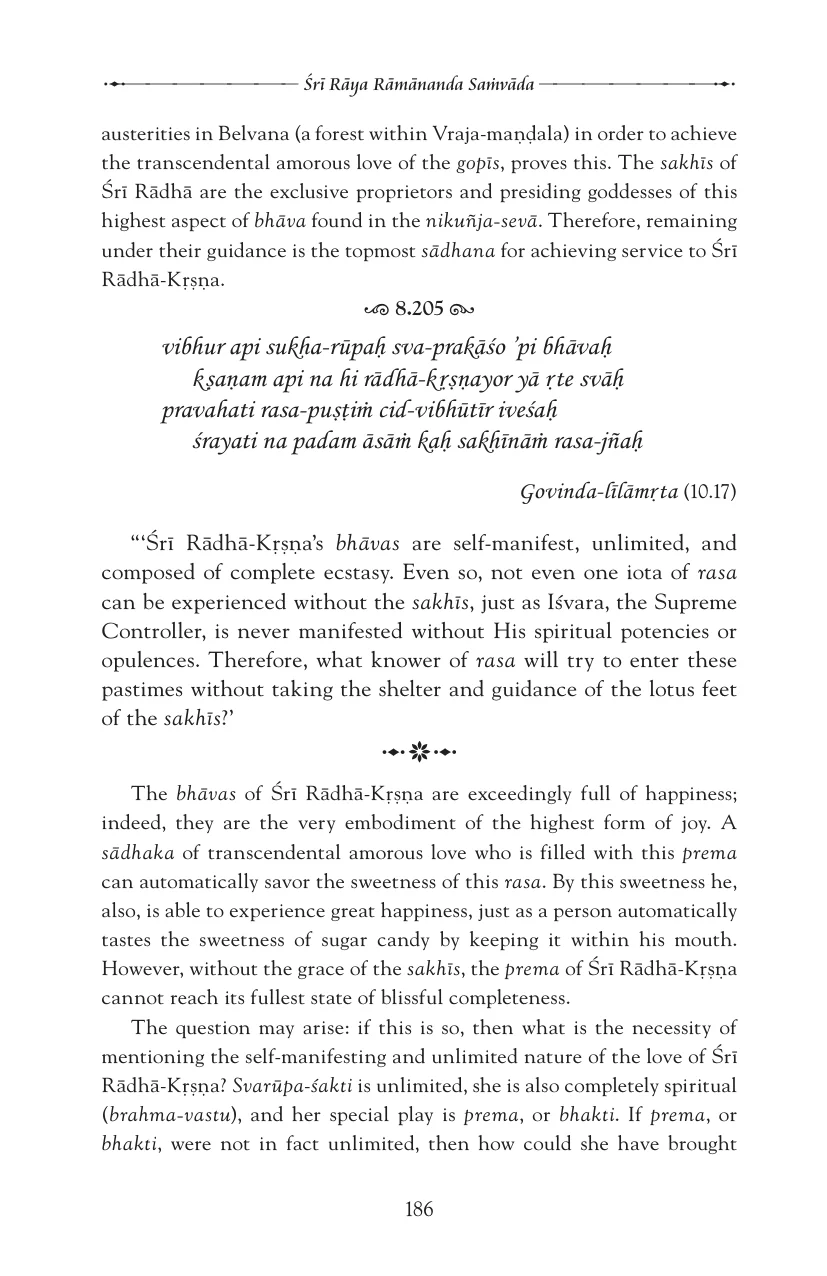 Śrī Rāya Rāmānanda Saṁvāda
austerities in Belvana (a forest within Vraja-maṇḍala) in order to achieve
the transcendental amorous love of the gopīs, proves this. The sakhīs of
Śrī Rādhā are the exclusive proprietors and presiding goddesses of this
highest aspect of bhāva found in the nikuñja-sevā. Therefore, remaining
under their guidance is the topmost sādhana for achieving service to Śrī
Rādhā-Kṛṣṇa.
8.205
vibhur api sukha-rūpaḥ sva-prakāśo ’pi bhāvaḥ
kṣaṇam api na hi rādhā-kṛṣṇayor yā ṛte svāḥ
pravahati rasa-puṣṭiṁ cid-vibhūtīr iveśaḥ
śrayati na padam āsāṁ kaḥ sakhīnāṁ rasa-jñaḥ
Govinda-līlāmṛta (10.17)
“‘Śrī Rādhā-Kṛṣṇa’s bhāvas are self-manifest, unlimited, and
composed of complete ecstasy. Even so, not even one iota of rasa
can be experienced without the sakhīs, just as Iśvara, the Supreme
Controller, is never manifested without His spiritual potencies or
opulences. Therefore, what knower of rasa will try to enter these
pastimes without taking the shelter and guidance of the lotus feet
of the sakhīs?’
The bhāvas of Śrī Rādhā-Kṛṣṇa are exceedingly full of happiness;
indeed, they are the very embodiment of the highest form of joy. A
sādhaka of transcendental amorous love who is filled with this prema
can automatically savor the sweetness of this rasa. By this sweetness he,
also, is able to experience great happiness, just as a person automatically
tastes the sweetness of sugar candy by keeping it within his mouth.
However, without the grace of the sakhīs, the prema of Śrī Rādhā-Kṛṣṇa
cannot reach its fullest state of blissful completeness.
The question may arise: if this is so, then what is the necessity of
mentioning the self-manifesting and unlimited nature of the love of Śrī
Rādhā-Kṛṣṇa? Svarūpa-śakti is unlimited, she is also completely spiritual
(brahma-vastu), and her special play is prema, or bhakti. If prema, or
bhakti, were not in fact unlimited, then how could she have brought
186